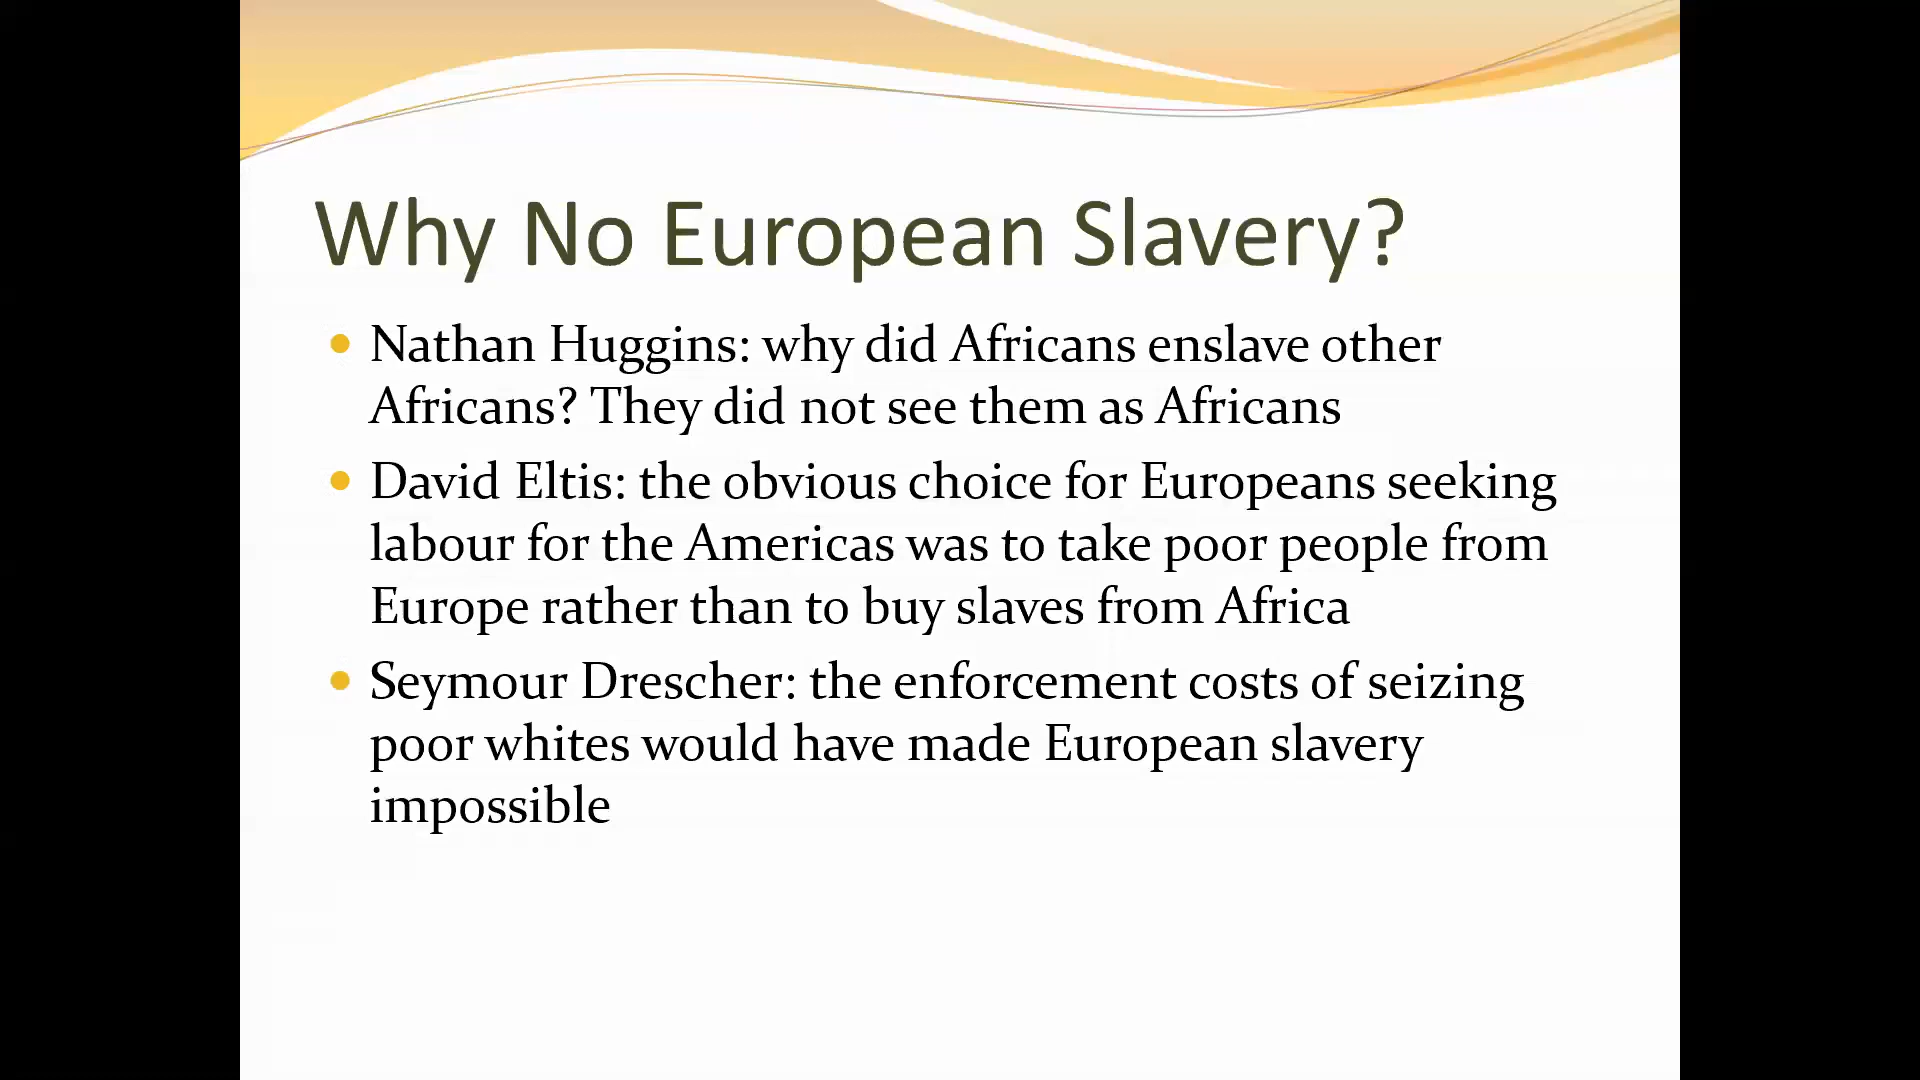 Why No European Slavery?
Nathan Huggins: why did Africans enslave other
Africans? They did not see them as Africans
David Eltis: the obvious choice for Europeans seeking
labour for the Americas was to take poor people from
Europe rather than to buy slaves from Africa
Seymour Drescher: the enforcement costs of seizing
poor whites would have made European slavery
impossible